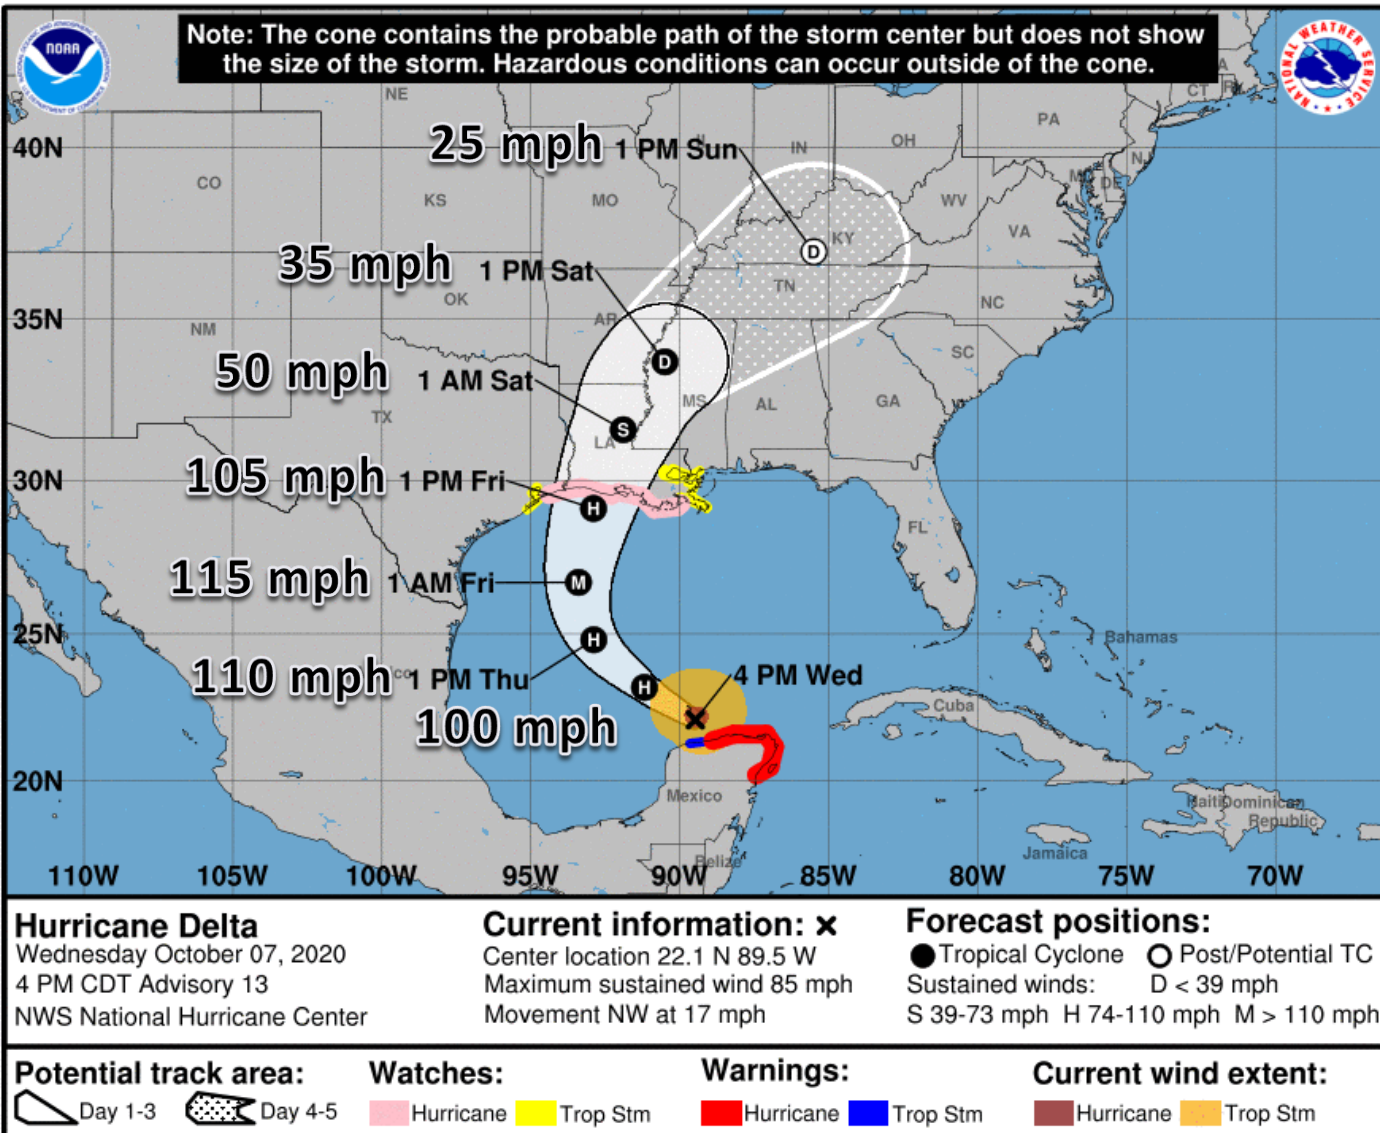 Note: The cone contains the probable path of the storm center but does not show
the size of the storm. Hazardous conditions can occur outside of the cone.
NOAA
NATIONAL WEATHER SERVICE
NE
CT
PA
25 mph 1 PM Sun
IN
OH
40N
CO
KS
MO
WV
DE
VA
KY
35 mph 1 PM Sat
OK
TN
NC
35N
NM
AR
SC
50 mph 1 AM Sat
D
TX
MS
AL
GA
S
LA
105 mph 1 PM Fri
30N
H
FL
115 mph 1 AM Fri
M
25N
H
Bahamas
110 mph 1 PM Thu
H
4 PM Wed
100 mph
Cuba
20N
Mexico
Haiti
Dominican
Republic
Jamaica
Belize
110W 105W 100W 95W 90W 85W 80W 75W 70W
Hurricane Delta
Wednesday October 07, 2020
4 PM CDT Advisory 13
NWS National Hurricane Center
Current information: ×
Center location 22.1 N 89.5 W
Maximum sustained wind 85 mph
Movement NW at 17 mph
Forecast positions:
Tropical Cyclone Post/Potential TC
Sustained winds: D < 39 mph
S 39-73 mph H 74-110 mph M > 110 mph
Potential track area:
Day 1-3 Day 4-5
Watches:
Hurricane Trop Stm
Warnings:
Hurricane Trop Stm
Current wind extent:
Hurricane Trop Stm